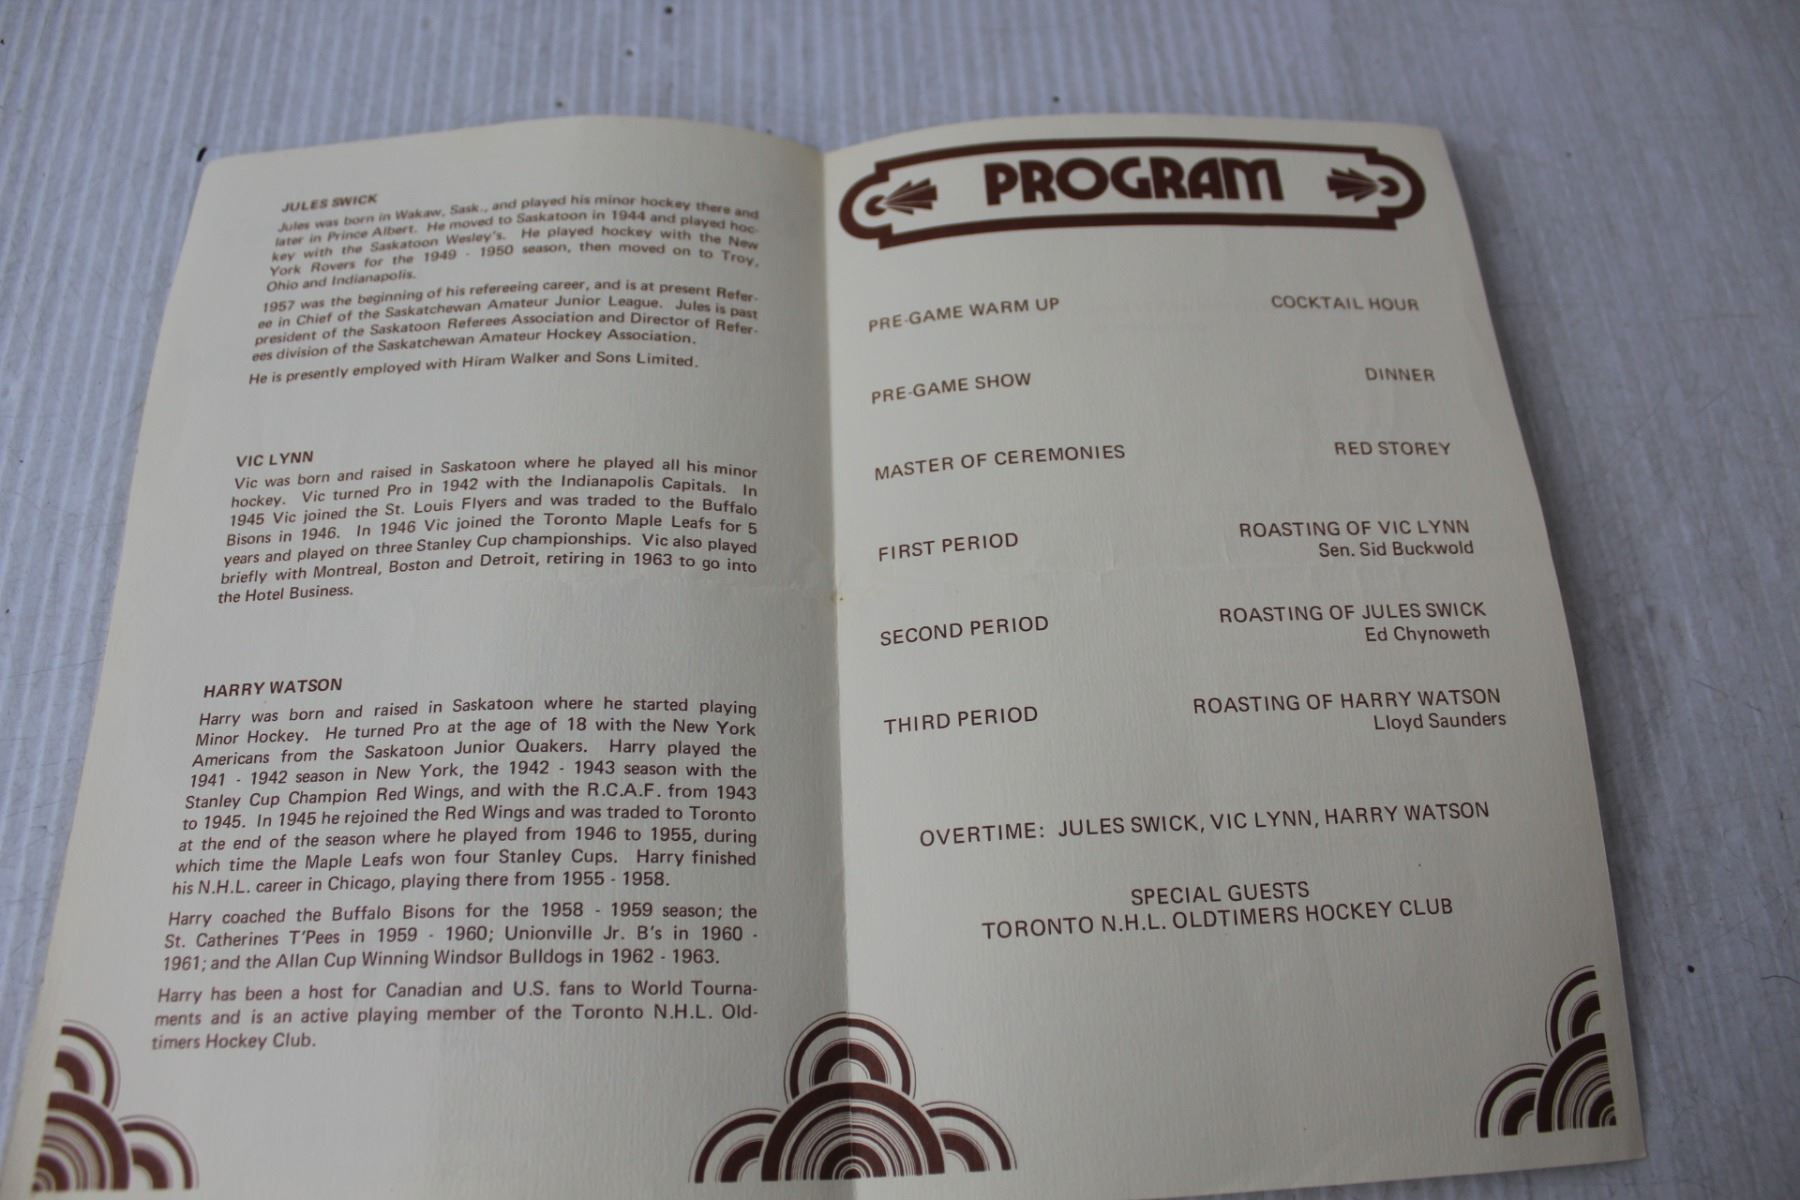 JULES SWICK
Jules was born in Wakaw, Sask., and played his minor hockey there and
later in Prince Albert. He moved to Saskatoon in 1944 and played hoc-
key with the Saskatoon Wesley's. He played hockey with the New
York Rovers for the 1949 - 1950 season, then moved on to Troy,
Ohio and Indianapolis.
1957 was the beginning of his refereeing career, and is at present Refer-
ee in Chief of the Saskatchewan Amateur Junior League. Jules is past
president of the Saskatoon Referees Association and Director of Refer-
ees division of the Saskatchewan Amateur Hockey Association.
He is presently employed with Hiram Walker and Sons Limited.
VIC LYNN
Vic was born and raised in Saskatoon where he played all his minor
hockey. Vic turned Pro in 1942 with the Indianapolis Capitals. In
1945 Vic joined the St. Louis Flyers and was traded to the Buffalo
Bisons in 1946. In 1946 Vic joined the Toronto Maple Leafs for 5
years and played on three Stanley Cup championships. Vic also played
briefly with Montreal, Boston and Detroit, retiring in 1963 to go into
the Hotel Business.
HARRY WATSON
Harry was born and raised in Saskatoon where he started playing
Minor Hockey. He turned Pro at the age of 18 with the New York
Americans from the Saskatoon Junior Quakers. Harry played the
1941 - 1942 season in New York, the 1942 - 1943 season with the
Stanley Cup Champion Red Wings, and with the R.C.A.F. from 1943
to 1945. In 1945 he rejoined the Red Wings and was traded to Toronto
at the end of the season where he played from 1946 to 1955, during
which time the Maple Leafs won four Stanley Cups. Harry finished
his N.H.L. career in Chicago, playing there from 1955 - 1958.
Harry coached the Buffalo Bisons for the 1958 - 1959 season; the
St. Catherines T'Pees in 1959 - 1960; Unionville Jr. B's in 1960 -
1961; and the Allan Cup Winning Windsor Bulldogs in 1962 - 1963.
Harry has been a host for Canadian and U.S. fans to World Tourna-
ments and is an active playing member of the Toronto N.H.L. Old-
timers Hockey Club.
PROGRAM
PRE-GAME WARM UP COCKTAIL HOUR
PRE-GAME SHOW DINNER
MASTER OF CEREMONIES RED STOREY
FIRST PERIOD ROASTING OF VIC LYNN
Sen. Sid Buckwold
SECOND PERIOD ROASTING OF JULES SWICK
Ed Chynoweth
THIRD PERIOD ROASTING OF HARRY WATSON
Lloyd Saunders
OVERTIME: JULES SWICK, VIC LYNN, HARRY WATSON
SPECIAL GUESTS
TORONTO N.H.L. OLDTIMERS HOCKEY CLUB